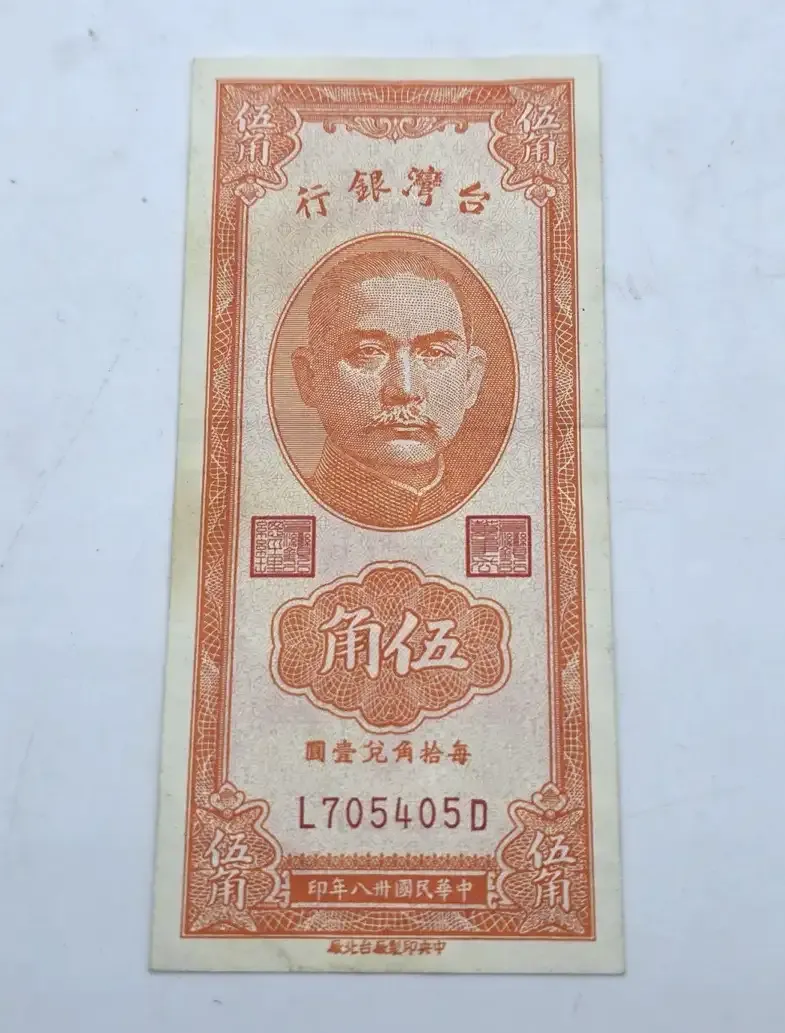 伍角
伍角
台灣銀行
伍角
每拾角兌壹圓
L705405D
伍角
伍角
中華民國卅八年印
中央印製廠台北廠